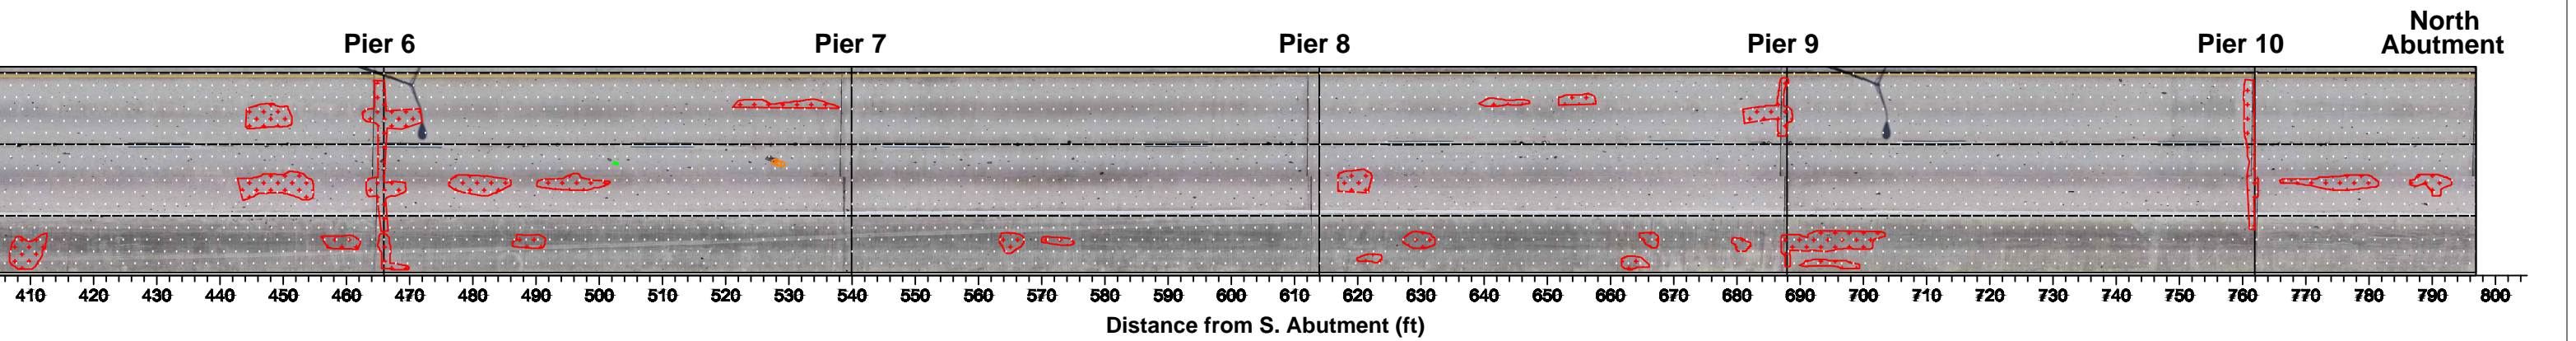 North
Pier 6 Pier 7 Pier 8 Pier 9 Pier 10 Abutment
410 420 430 440 450 460 470 480 490 500 510 520 530 540 550 560 570 580 590 600 610 620 630 640 650 660 670 680 690 700 710 720 730 740 750 760 770 780 790 800
Distance from S. Abutment (ft)